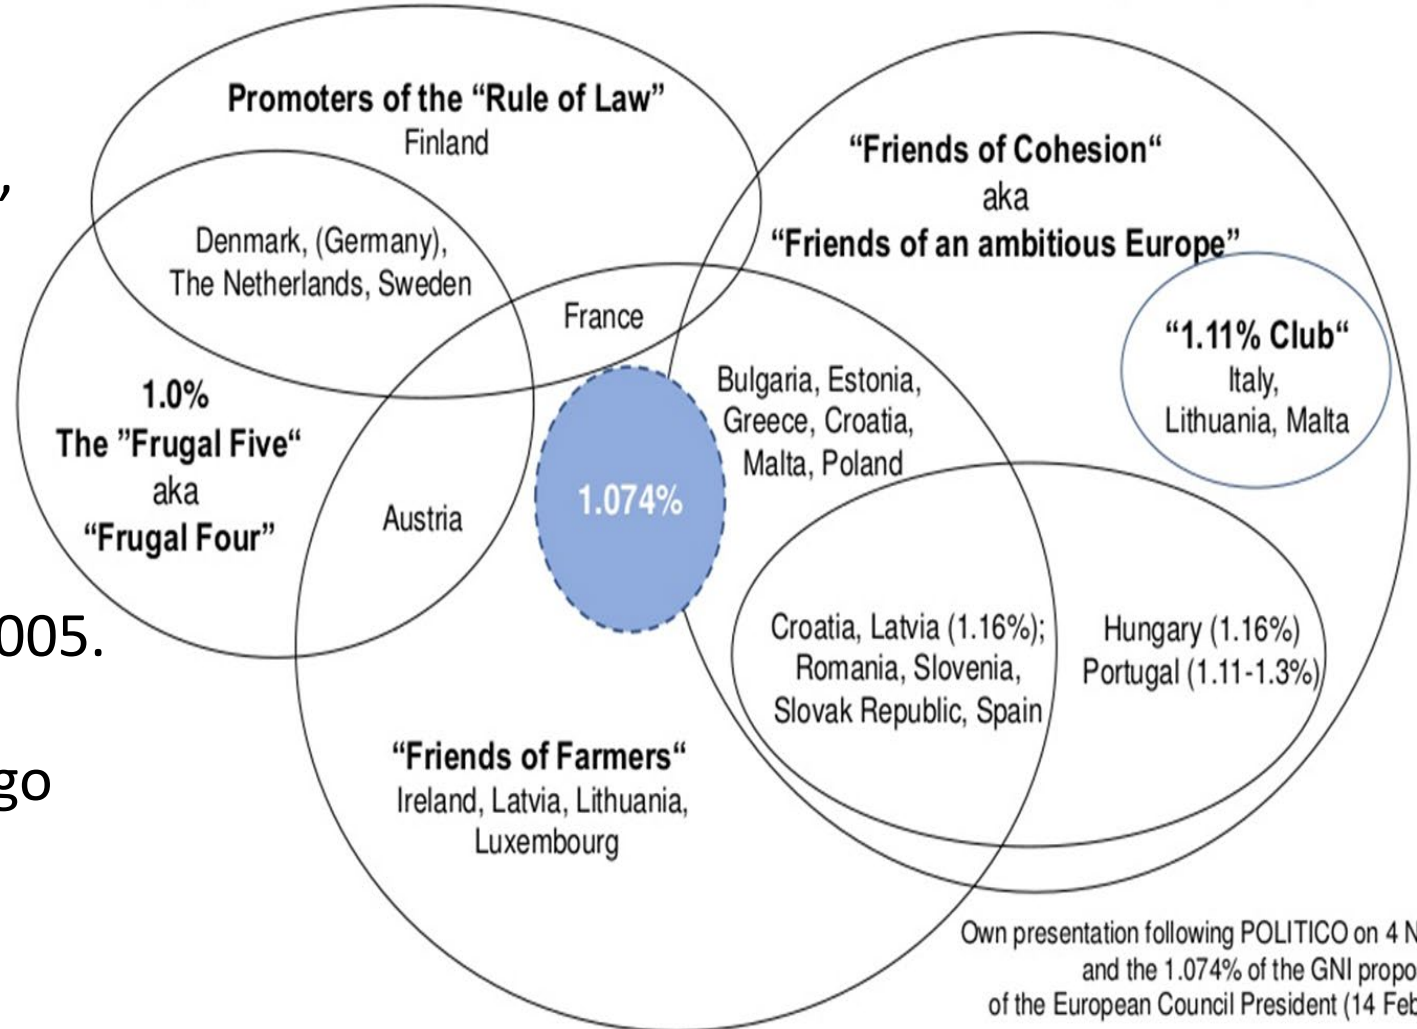 Promoters of the “Rule of Law”
Finland
”
Denmark, (Germany),
The Netherlands, Sweden
“Friends of Cohesion“
aka
“Friends of an ambitious Europe”
France
“1.11% Club“
Italy,
Lithuania, Malta
1.0%
The ”Frugal Five“
aka
“Frugal Four”
Bulgaria, Estonia,
Greece, Croatia,
Malta, Poland
1.074%
Austria
005.
Croatia, Latvia (1.16%);
Romania, Slovenia,
Slovak Republic, Spain
Hungary (1.16%)
Portugal (1.11-1.3%)
go
“Friends of Farmers“
Ireland, Latvia, Lithuania,
Luxembourg
Own presentation following POLITICO on 4 N
and the 1.074% of the GNI propo
of the European Council President (14 Feb